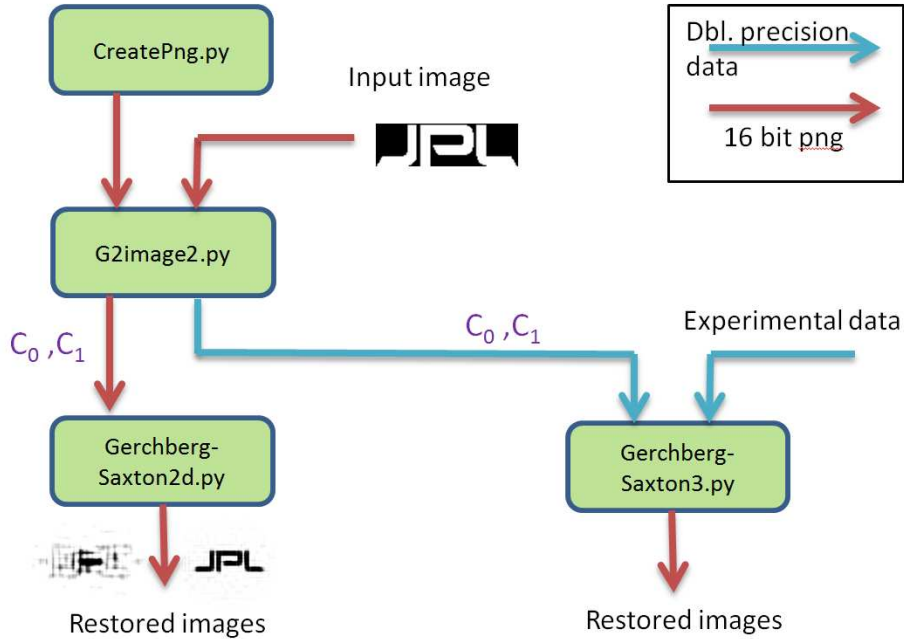 CreatePng.py
Dbl. precision
data
16 bit png
Input image
JPL
G2image2.py
C₀ ,C₁
C₀ ,C₁
Experimental data
Gerchberg-
Saxton2d.py
Gerchberg-
Saxton3.py
JPL
Restored images
Restored images